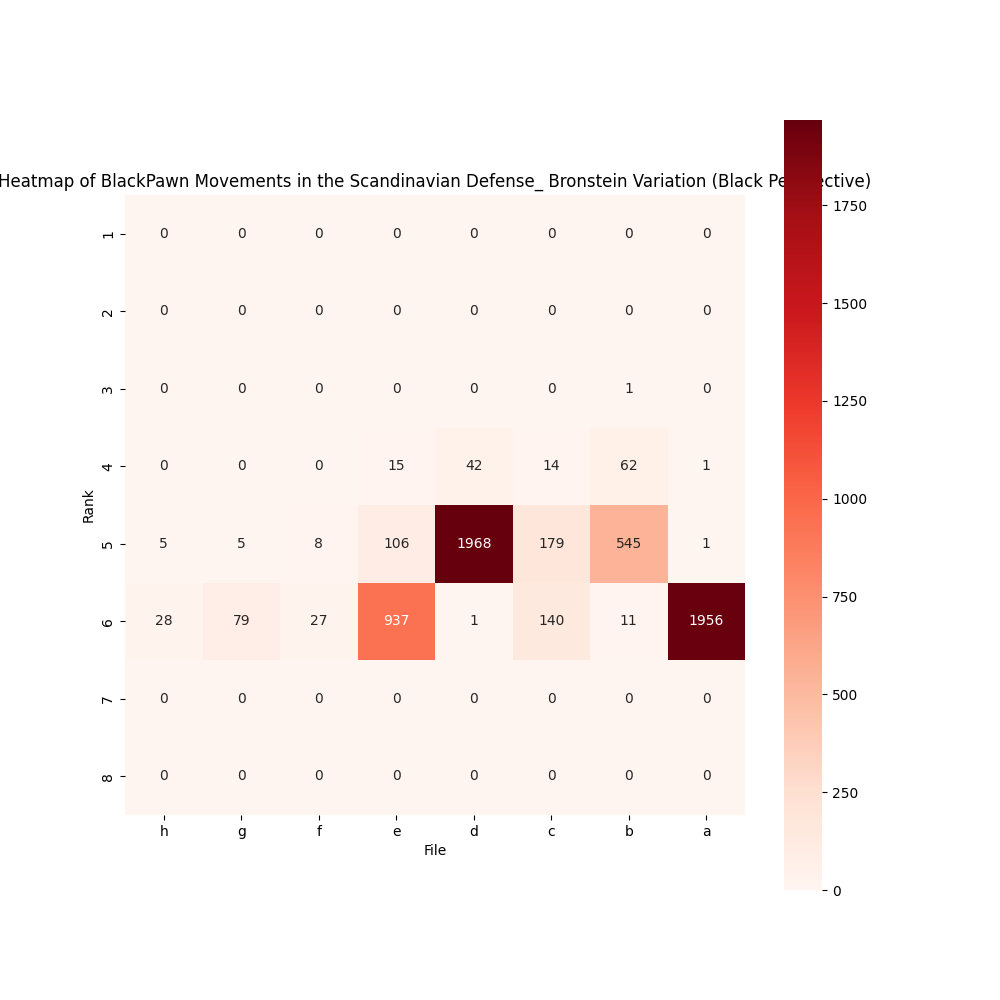 Heatmap of BlackPawn Movements in the Scandinavian Defense_ Bronstein Variation (Black Pe ective)
1 0 0 0 0 0 0 0 0
2 0 0 0 0 0 0 0 0
3 0 0 0 0 0 0 1 0
4 0 0 0 15 42 14 62 1
5 5 5 8 106 1968 179 545 1
6 28 79 27 937 1 140 11 1956
7 0 0 0 0 0 0 0 0
8 0 0 0 0 0 0 0 0
h g f e d c b a
File
Rank
1750
1500
1250
1000
750
500
250
0